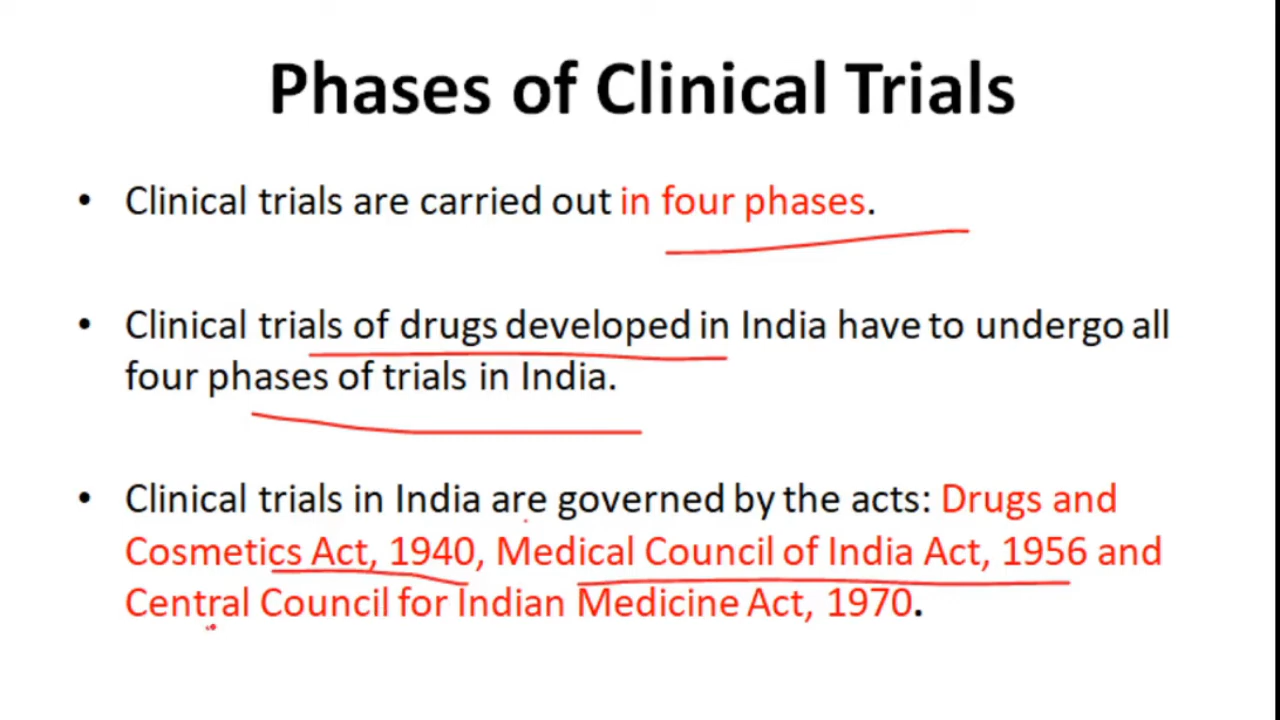 Phases of Clinical Trials
• Clinical trials are carried out in four phases.
• Clinical trials of drugs developed in India have to undergo all
four phases of trials in India.
• Clinical trials in India are governed by the acts: Drugs and
Cosmetics Act, 1940, Medical Council of India Act, 1956 and
Central Council for Indian Medicine Act, 1970.